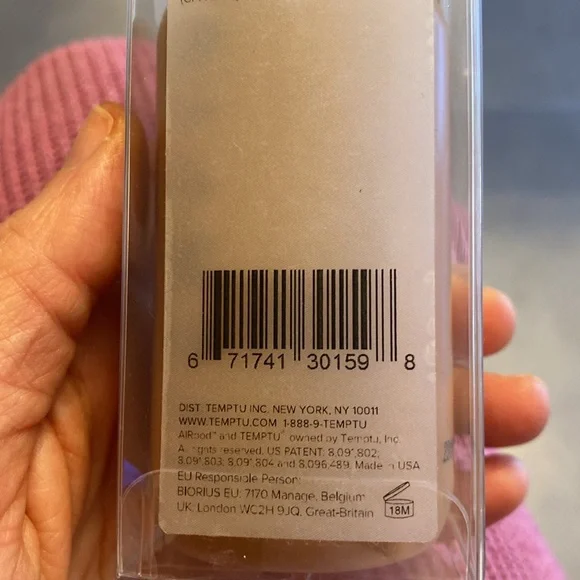 6 71741 30159 8
DIST. TEMPTU INC. NEW YORK, NY 10011
WWW.TEMPTU.COM 1-888-9-TEMPTU
AIRpod™ and TEMPTU® owned by Temptu, Inc.
All rights reserved. US PATENT: 8,091,802;
8,091,803; 8,091,804 and 8,096,489. Made in USA
EU Responsible Person:
BIORIUS EU: 7170 Manage, Belgium
UK: London WC2H 9JQ, Great-Britain
18M